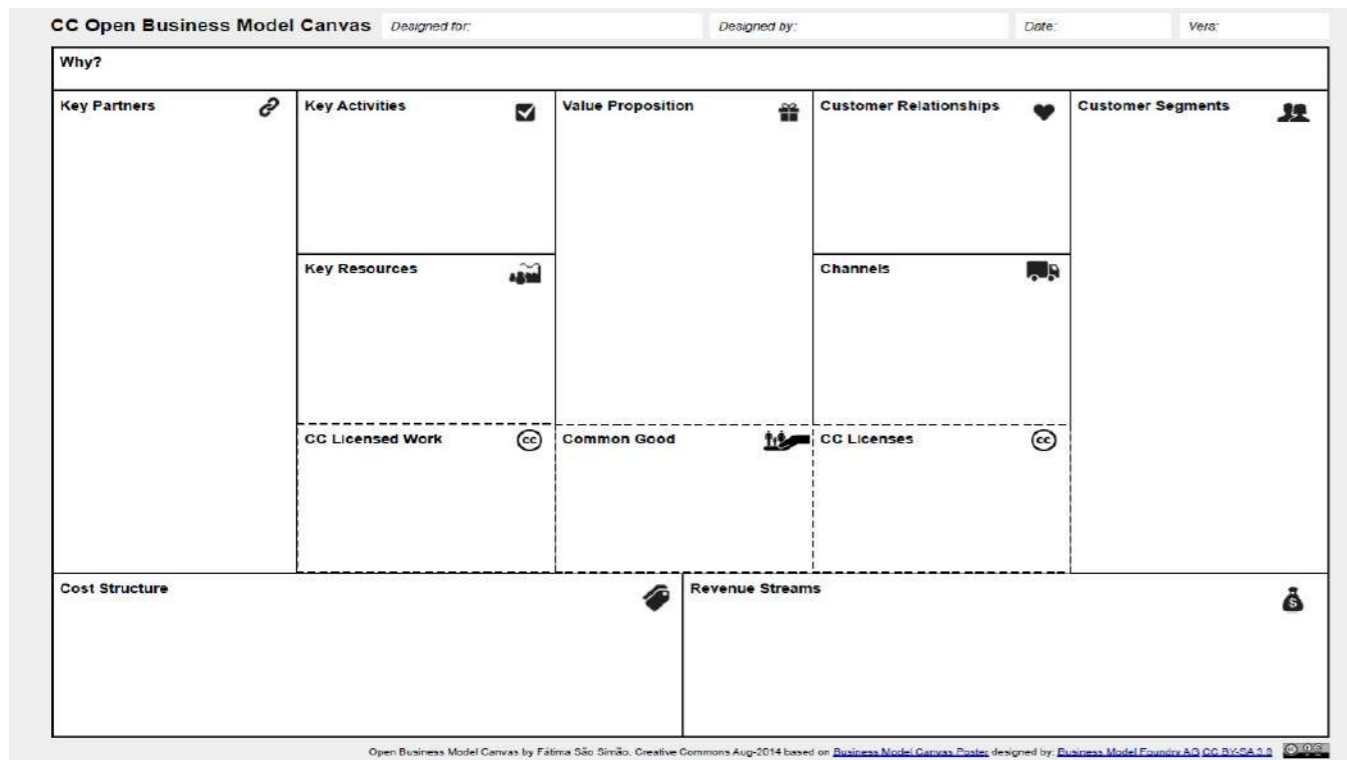 CC Open Business Model Canvas Designed for: Designed by: Date: Vers:
Why?
Key Partners
Key Activities
Value Proposition
Customer Relationships
Customer Segments
Key Resources
Channels
CC Licensed Work
cc
Common Good
CC Licenses
cc
Cost Structure
Revenue Streams
$
Open Business Model Canvas by Fátima São Simão, Creative Commons Aug-2014 based on Business Model Canvas Poster designed by: Business Model Foundry AG CC BY-SA 3.0